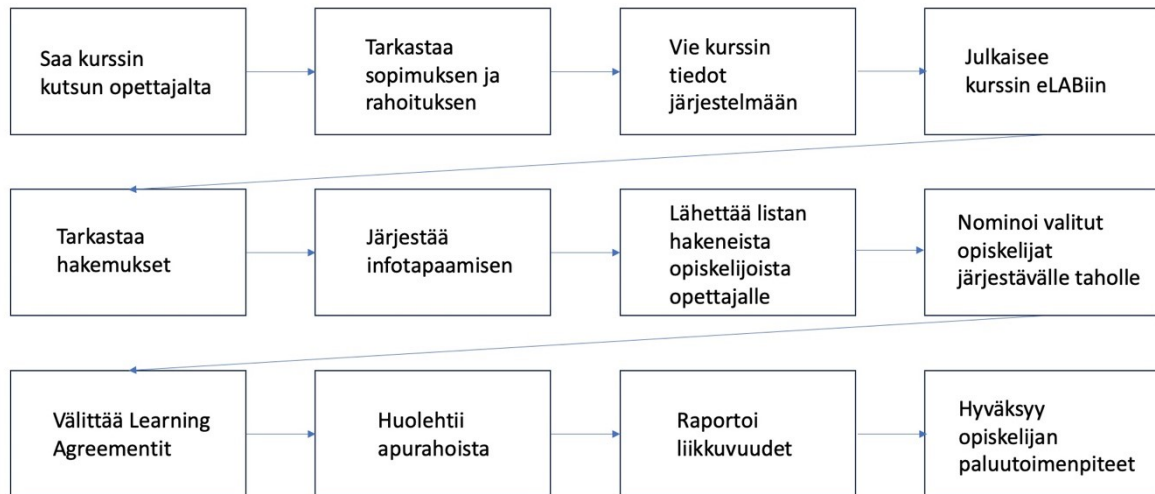 Saa kurssin
kutsun opettajalta
Tarkastaa
sopimuksen ja
rahoituksen
Vie kurssin
tiedot
järjestelmään
Julkaisee
kurssin eLABiin
Tarkastaa
hakemukset
Järjestää
infotapaamisen
Lähettää listan
hakeneista
opiskelijoista
opettajalle
Nominoi valitut
opiskelijat
järjestävälle taholle
Välittää Learning
Agreementit
Huolehtii
apurahoista
Raportoi
liikkuvuudet
Hyväksyy
opiskelijan
paluutoimenpiteet